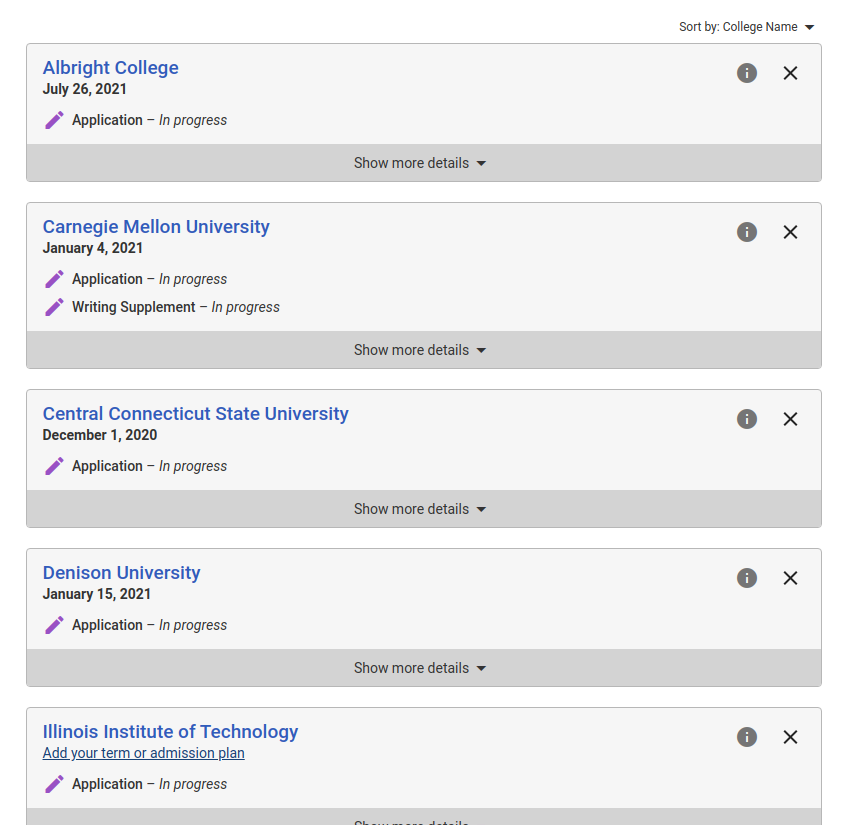 Sort by: College Name
Albright College
July 26, 2021
Application – In progress
Show more details
Carnegie Mellon University
January 4, 2021
Application – In progress
Writing Supplement – In progress
Show more details
Central Connecticut State University
December 1, 2020
Application – In progress
Show more details
Denison University
January 15, 2021
Application – In progress
Show more details
Illinois Institute of Technology
Add your term or admission plan
Application – In progress
Show more details